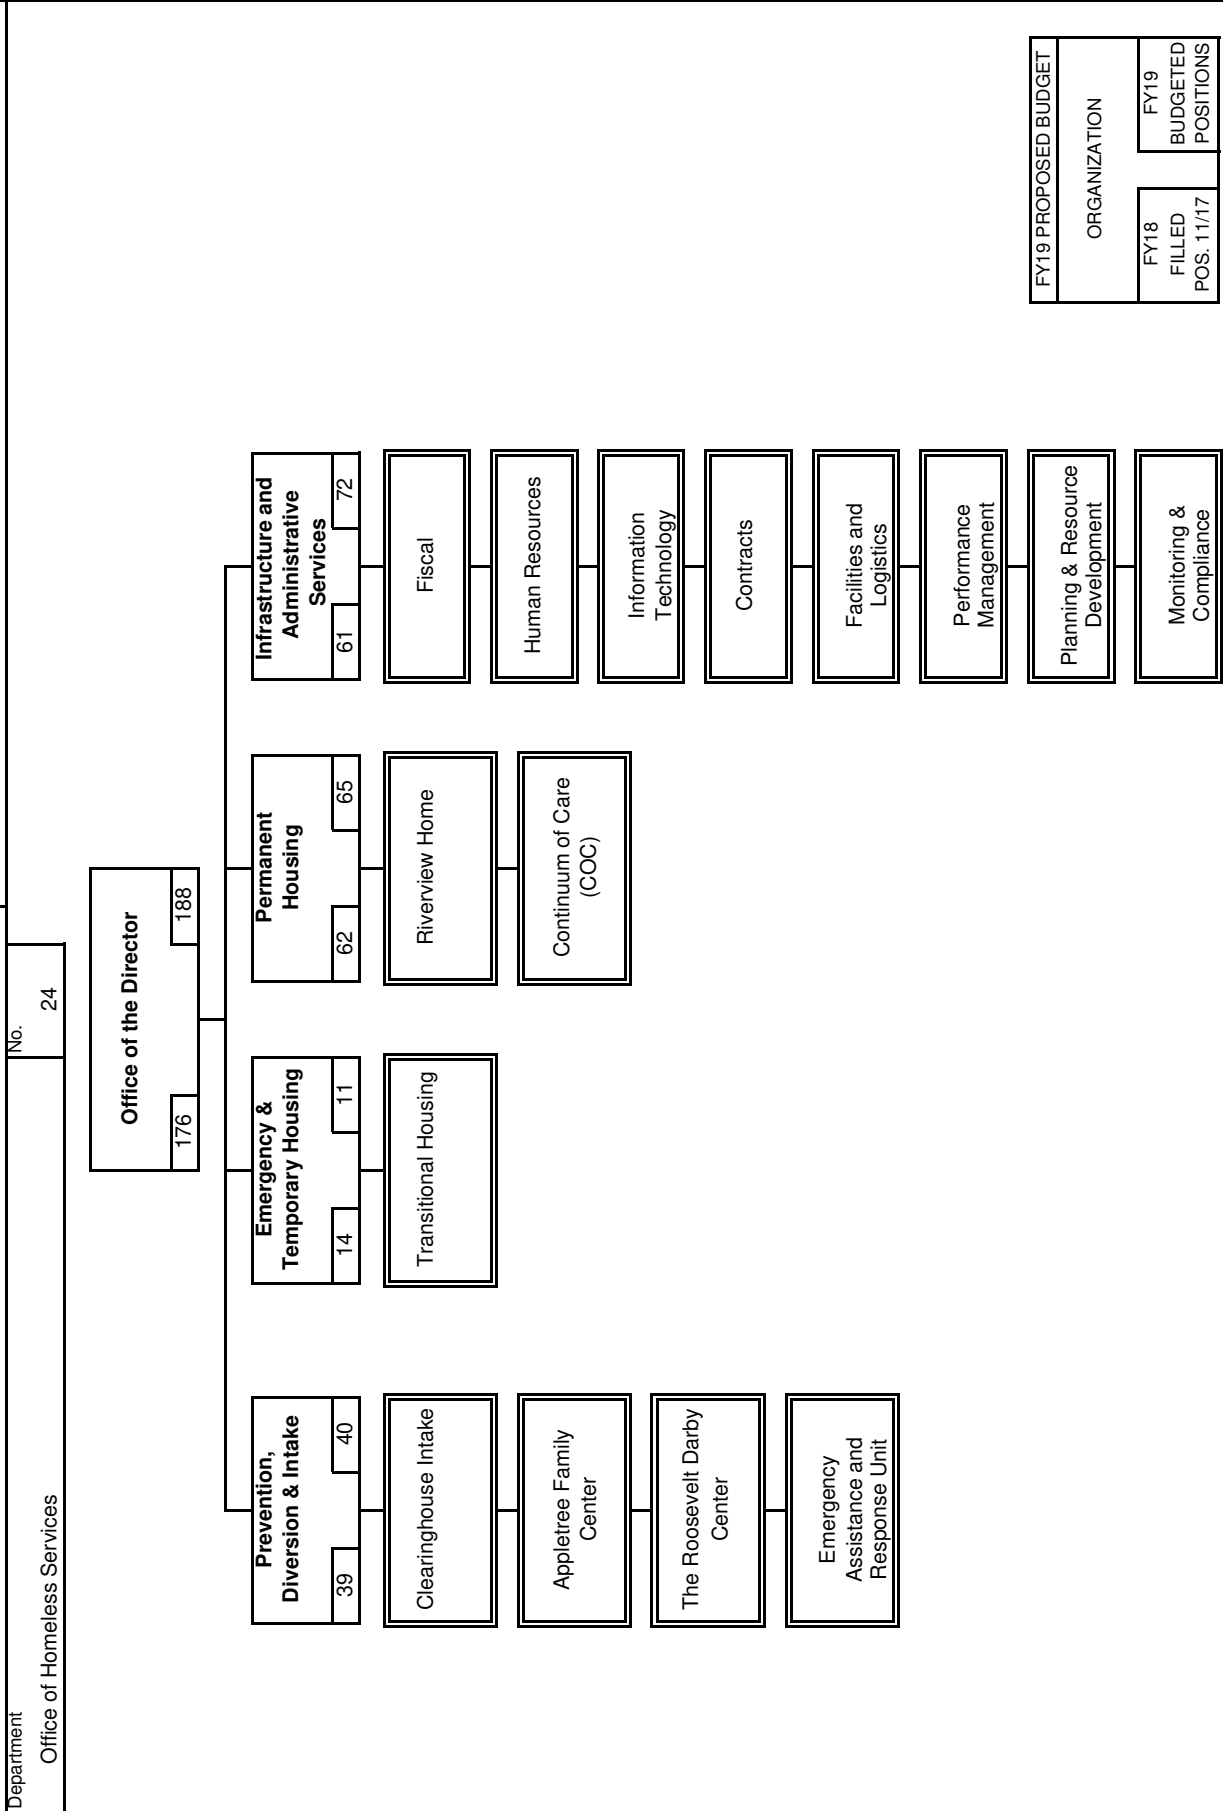 Department
No.
Office of Homeless Services
24
Office of the Director
176
188
Prevention,
Diversion & Intake
39
40
Emergency &
Temporary Housing
14
11
Permanent
Housing
62
65
Infrastructure and
Administrative
Services
61
72
Clearinghouse Intake
Appletree Family
Center
The Roosevelt Darby
Center
Emergency
Assistance and
Response Unit
Transitional Housing
Riverview Home
Continuum of Care
(COC)
Fiscal
Human Resources
Information
Technology
Contracts
Facilities and
Logistics
Performance
Management
Planning & Resource
Development
Monitoring &
Compliance
FY19 PROPOSED BUDGET
ORGANIZATION
FY18
FILLED
POS. 11/17
FY19
BUDGETED
POSITIONS